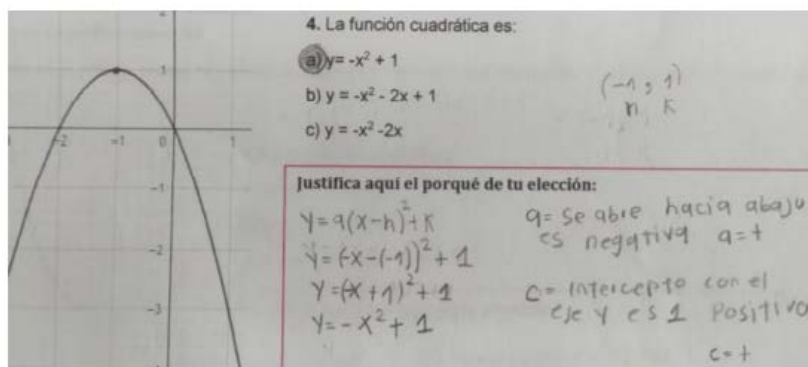 4. La función cuadrática es:
a) y= -x² + 1
b) y = -x² - 2x + 1
c) y = -x² -2x
(-1, 1)
h, K
1
-2 -1 0 1
-1
-2
-3
Justifica aquí el porqué de tu elección:
y=a(x-h)²+K
y=(-x-(-1))²+1
y=(-x+1)²+1
y=-x²+1
a= se abre hacia abajo
es negativa a=+
C= intercepto con el
eje y es 1 positivo
c=+